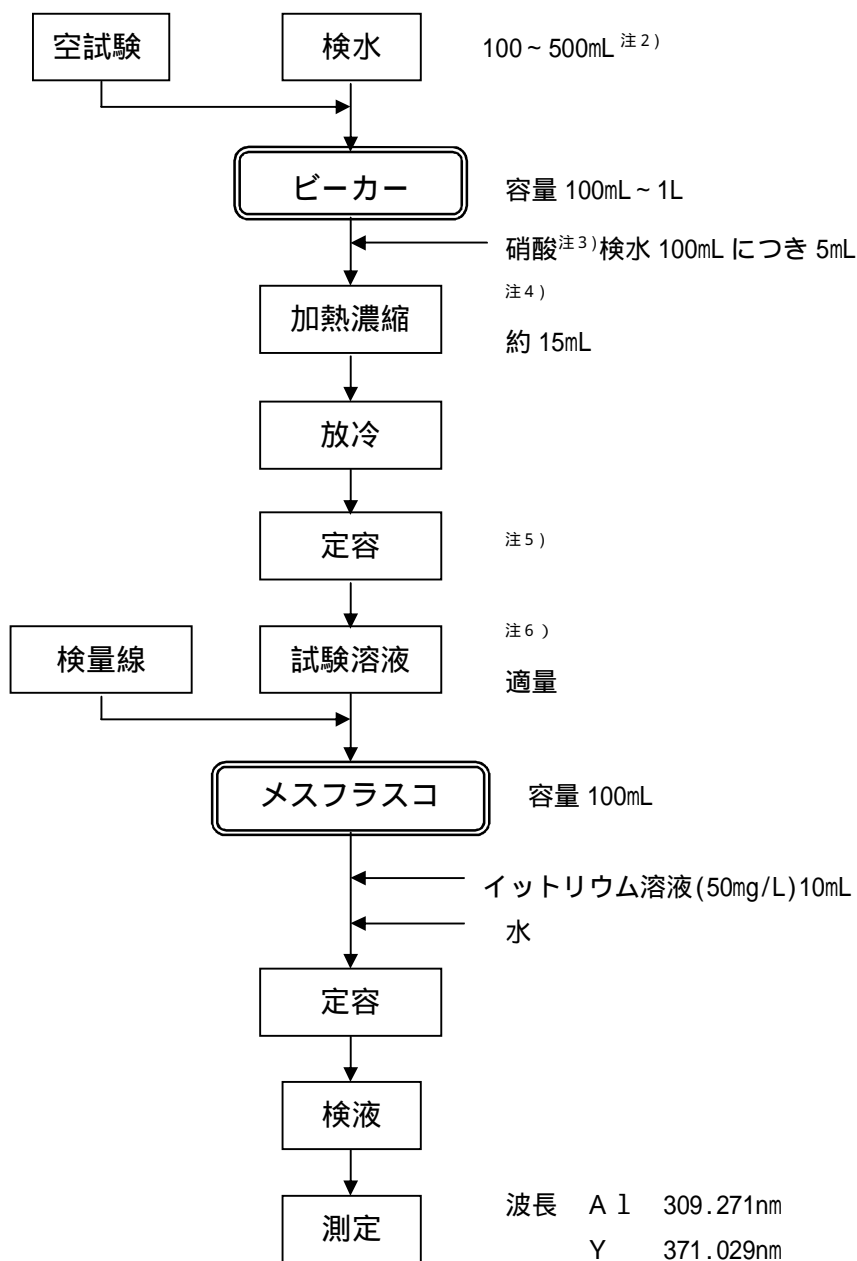 空試験 検水 100~500mL 注2)
ビーカー 容量 100mL~1L
硝酸注3)検水 100mL につき 5mL
注4)
加熱濃縮
約 15mL
放冷
定容 注5)
注6)
検量線 試験溶液
適量
メスフラスコ 容量 100mL
イットリウム溶液(50mg/L)10mL
水
定容
検液
波長 Al 309.271nm
測定
Y 371.029nm